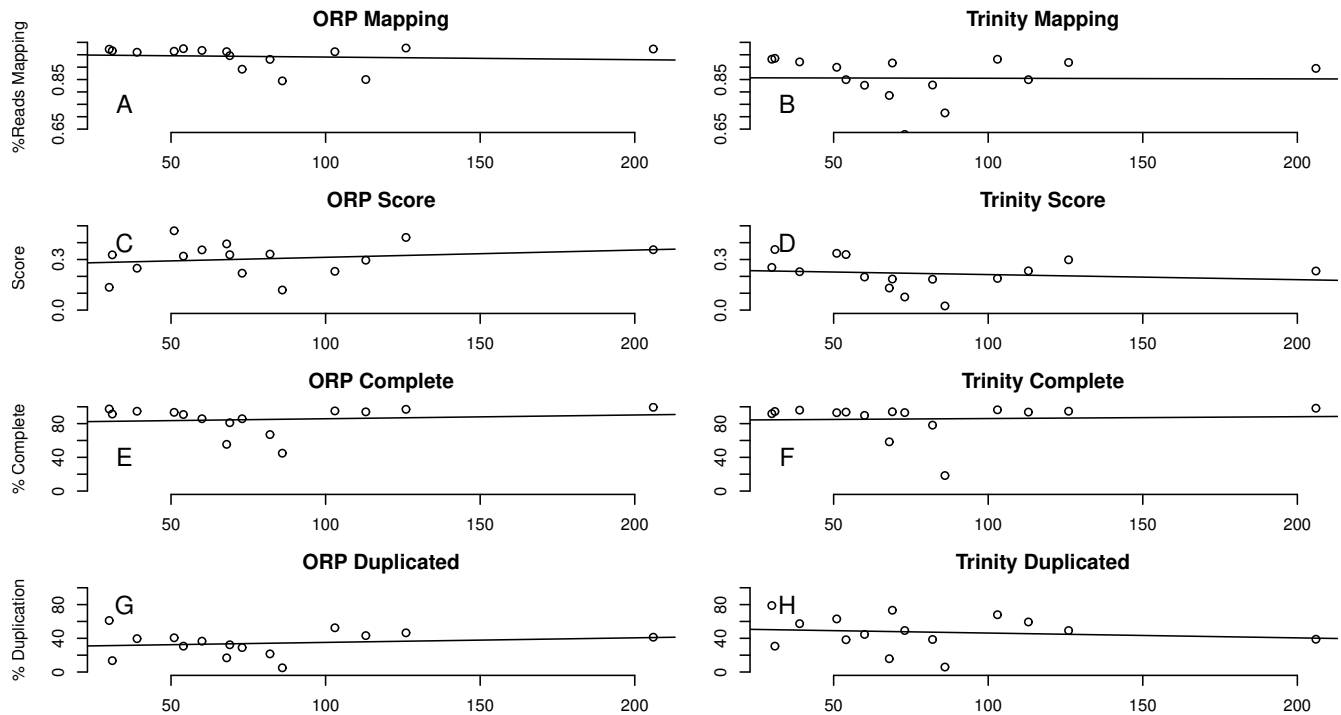 ORP Mapping
%Reads Mapping
0.65 0.85
A
50 100 150 200
Trinity Mapping
0.65 0.85
B
50 100 150 200
ORP Score
Score
0.0 0.3
C
50 100 150 200
Trinity Score
0.0 0.3
D
50 100 150 200
ORP Complete
% Complete
0 40 80
E
50 100 150 200
Trinity Complete
0 40 80
F
50 100 150 200
ORP Duplicated
% Duplication
0 40 80
G
50 100 150 200
Trinity Duplicated
0 40 80
H
50 100 150 200